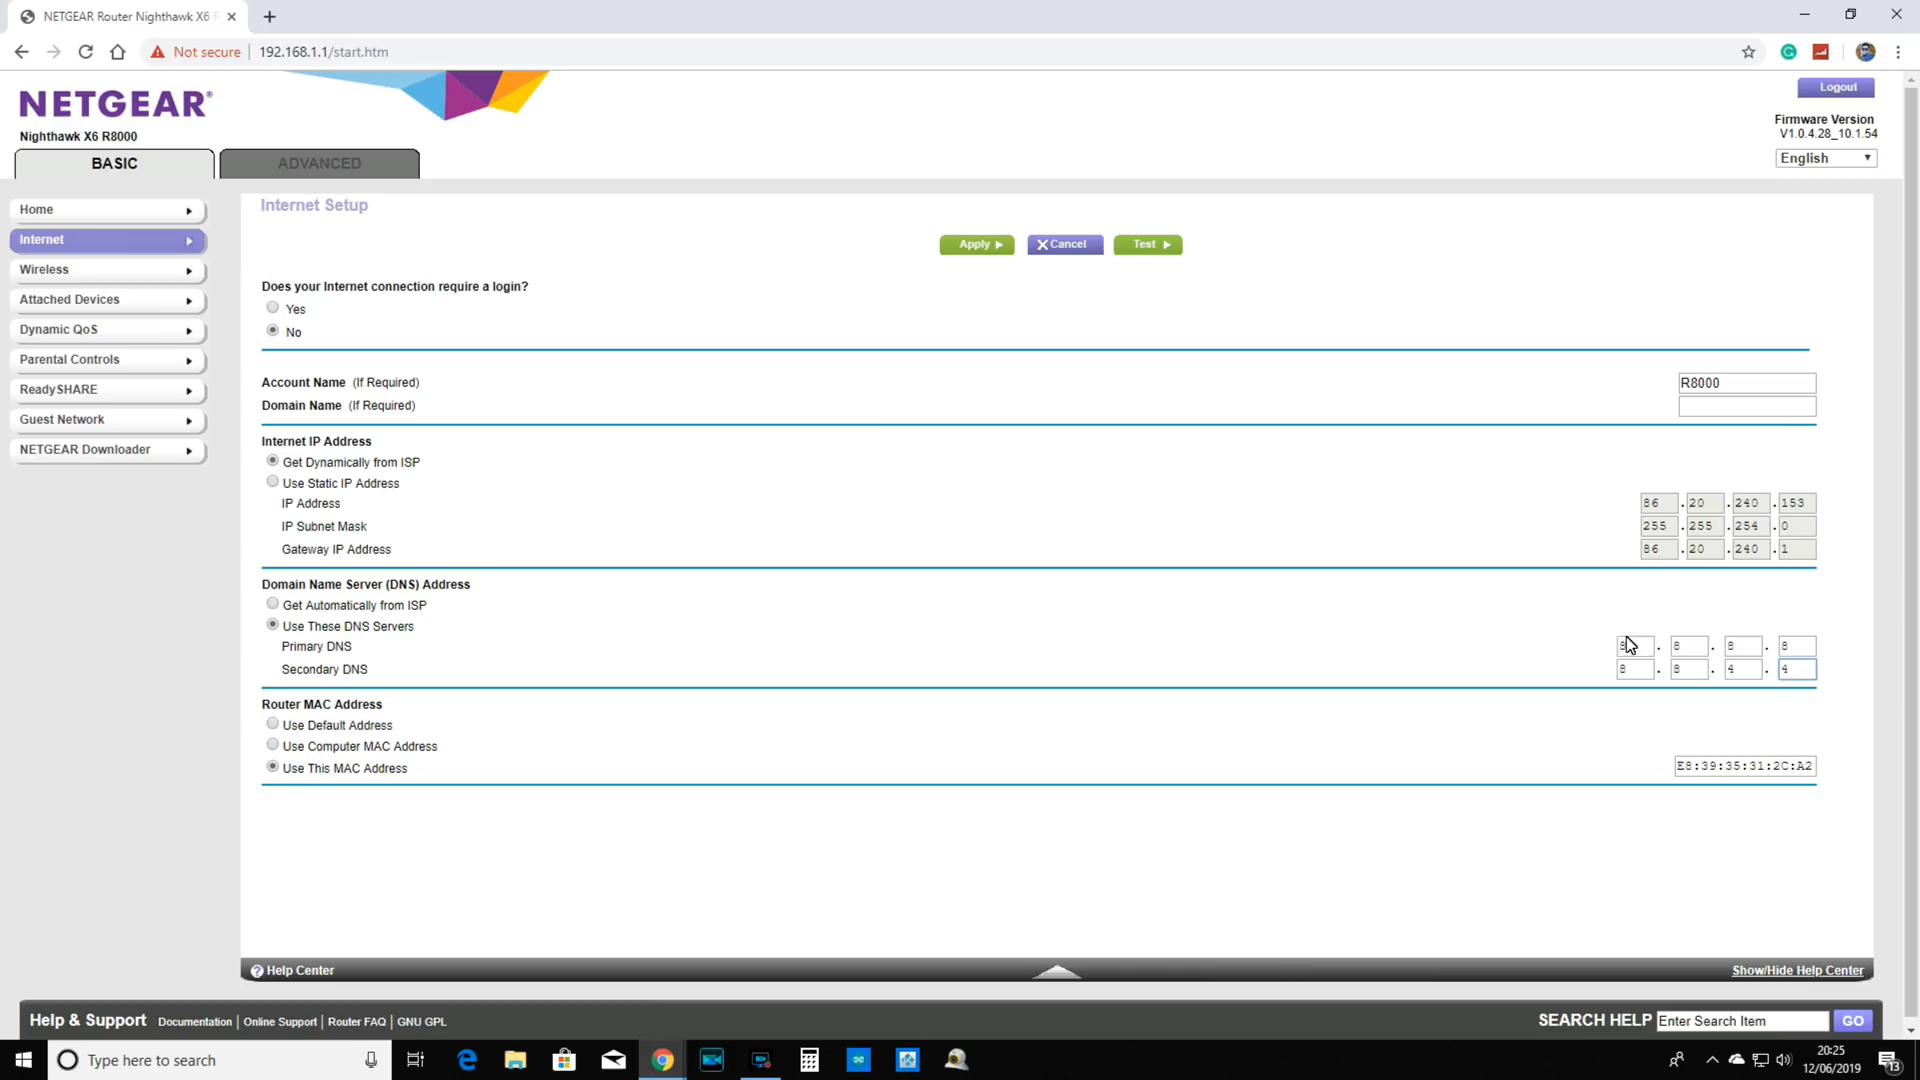 NETGEAR Router Nighthawk X6 R
Not secure | 192.168.1.1/start.htm
NETGEAR®
Nighthawk X6 R8000
Logout
Firmware Version
V1.0.4.28_10.1.54
English
BASIC
ADVANCED
Home
Internet
Wireless
Attached Devices
Dynamic QoS
Parental Controls
ReadySHARE
Guest Network
NETGEAR Downloader
Internet Setup
Apply
Cancel
Test
Does your Internet connection require a login?
Yes
No
Account Name (If Required) R8000
Domain Name (If Required)
Internet IP Address
Get Dynamically from ISP
Use Static IP Address
IP Address 86 . 20 . 240 . 153
IP Subnet Mask 255 . 255 . 254 . 0
Gateway IP Address 86 . 20 . 240 . 1
Domain Name Server (DNS) Address
Get Automatically from ISP
Use These DNS Servers
Primary DNS 8 . 8 . 8 . 8
Secondary DNS 8 . 8 . 4 . 4
Router MAC Address
Use Default Address
Use Computer MAC Address
Use This MAC Address E8:39:35:31:2C:A2
? Help Center
Show/Hide Help Center
Help & Support Documentation | Online Support | Router FAQ | GNU GPL
SEARCH HELP Enter Search Item GO
Type here to search
20:25
12/06/2019
13